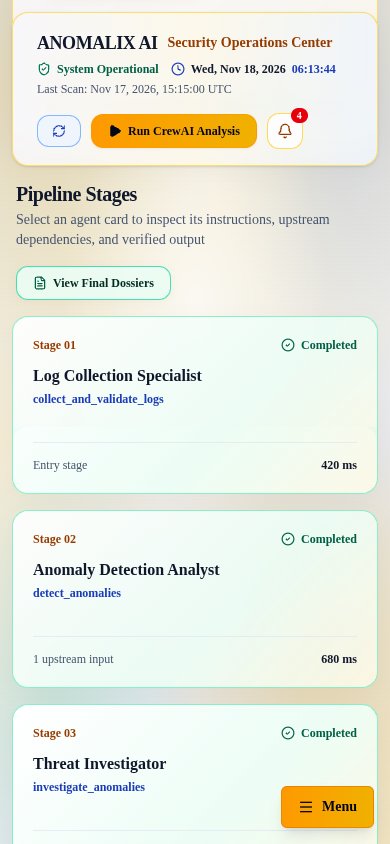 ANOMALIX AI Security Operations Center
System Operational Wed, Nov 18, 2026 06:13:44
Last Scan: Nov 17, 2026, 15:15:00 UTC
Run CrewAI Analysis 4
Pipeline Stages
Select an agent card to inspect its instructions, upstream
dependencies, and verified output
View Final Dossiers
Stage 01 Completed
Log Collection Specialist
collect_and_validate_logs
Entry stage 420 ms
Stage 02 Completed
Anomaly Detection Analyst
detect_anomalies
1 upstream input 680 ms
Stage 03 Completed
Threat Investigator
investigate_anomalies
Menu